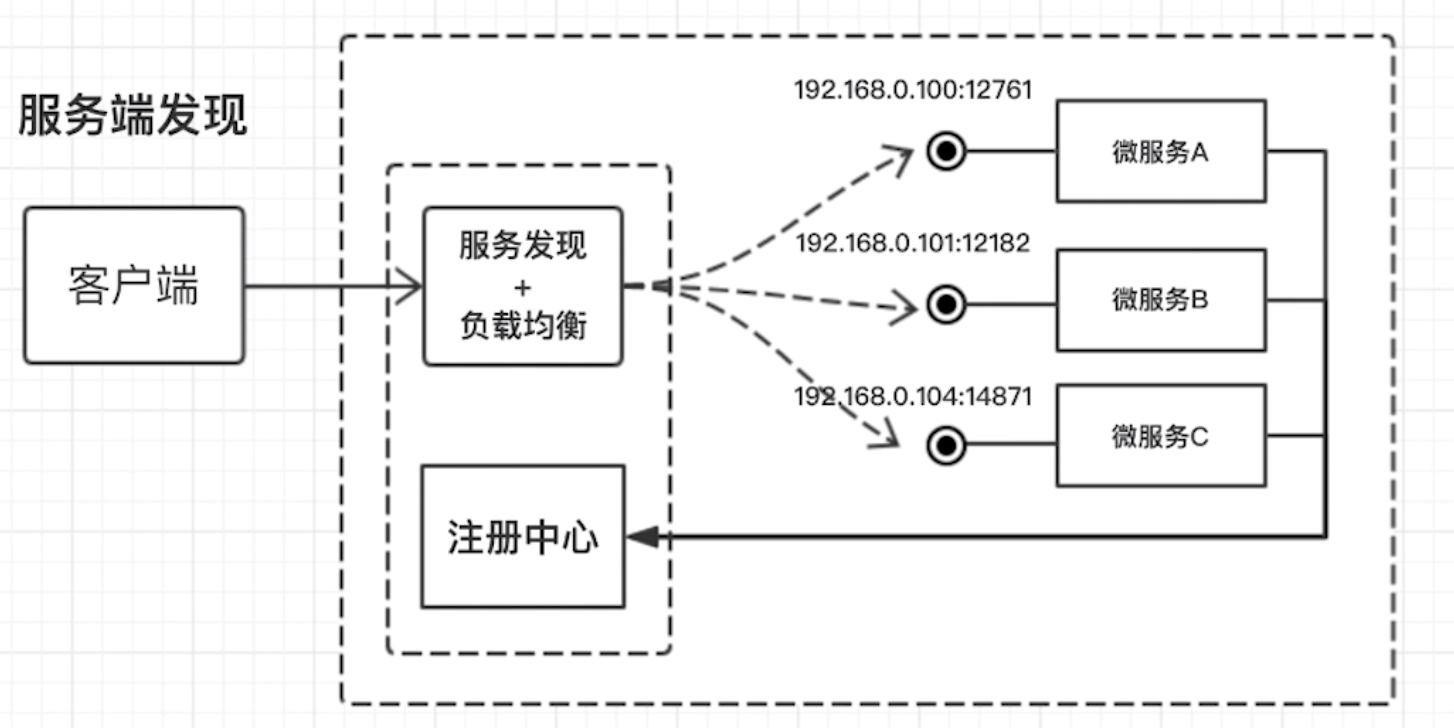 服务端发现
客户端
服务发现
+
负载均衡
注册中心
192.168.0.100:12761
微服务A
192.168.0.101:12182
微服务B
192.168.0.104:14871
微服务C